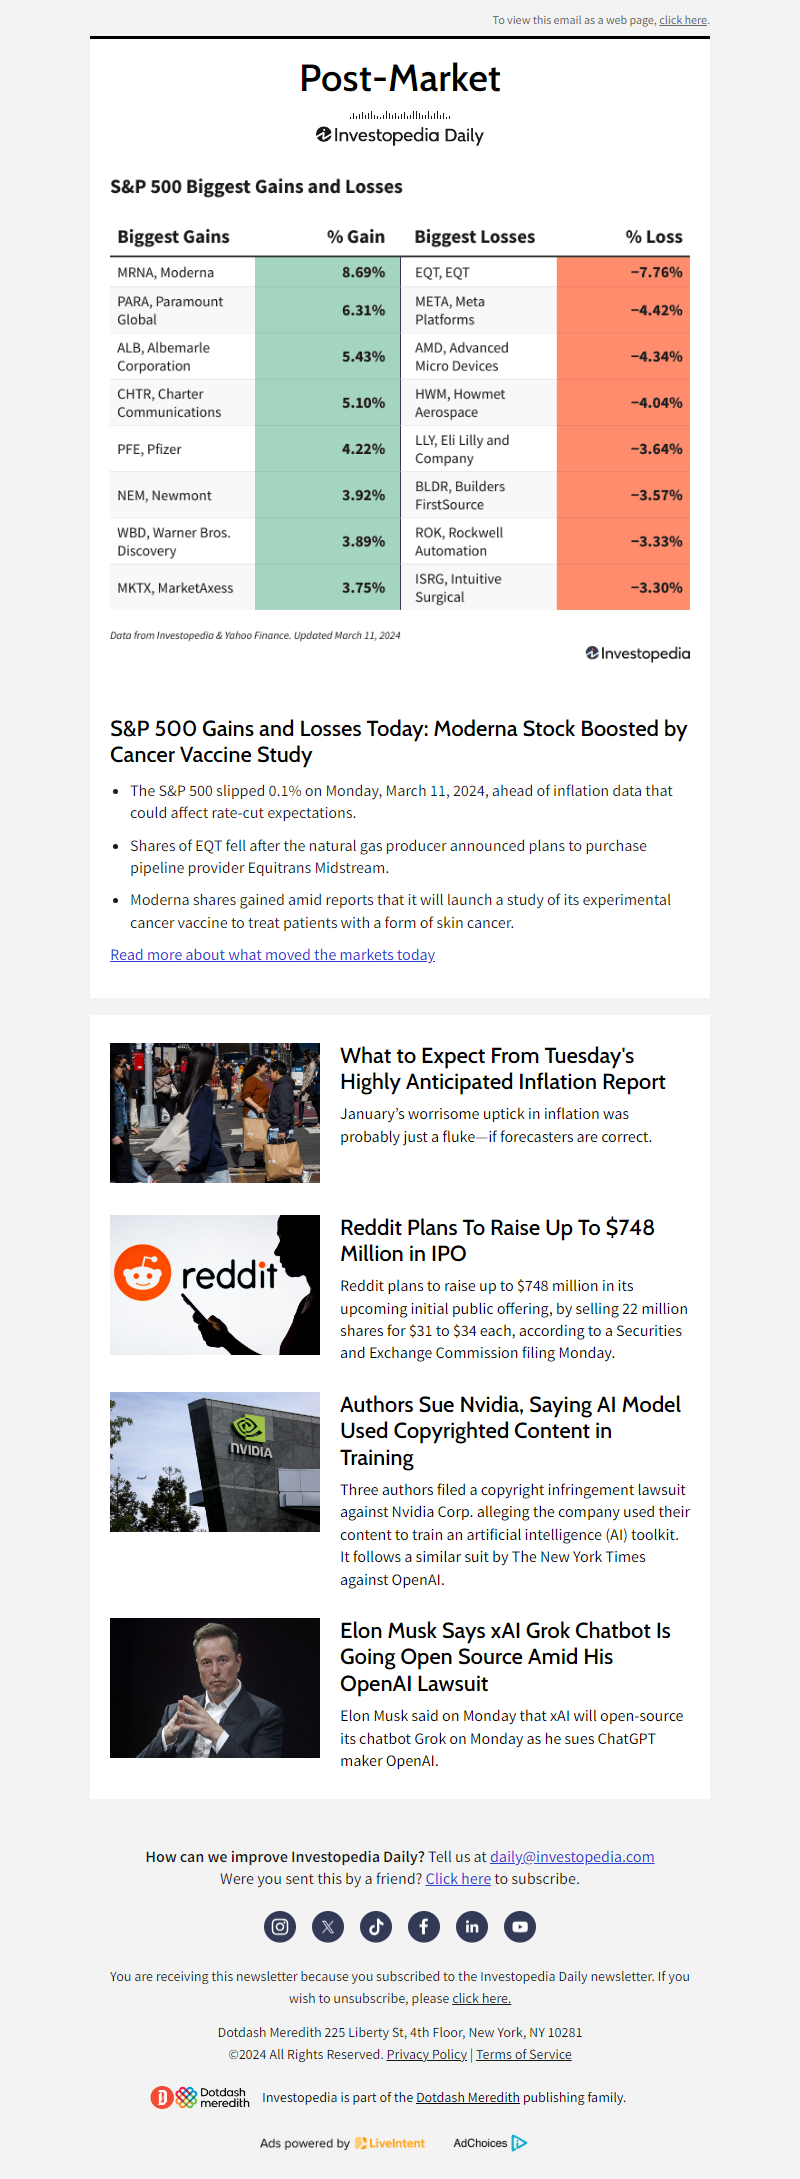 To view this email as a web page, click here.
Post-Market
Investopedia Daily
S&P 500 Biggest Gains and Losses
Biggest Gains % Gain Biggest Losses % Loss
MRNA, Moderna 8.69% EQT, EQT −7.76%
PARA, Paramount Global 6.31% META, Meta Platforms −4.42%
ALB, Albemarle Corporation 5.43% AMD, Advanced Micro Devices −4.34%
CHTR, Charter Communications 5.10% HWM, Howmet Aerospace −4.04%
PFE, Pfizer 4.22% LLY, Eli Lilly and Company −3.64%
NEM, Newmont 3.92% BLDR, Builders FirstSource −3.57%
WBD, Warner Bros. Discovery 3.89% ROK, Rockwell Automation −3.33%
MKTX, MarketAxess 3.75% ISRG, Intuitive Surgical −3.30%
Data from Investopedia & Yahoo Finance. Updated March 11, 2024
Investopedia
S&P 500 Gains and Losses Today: Moderna Stock Boosted by
Cancer Vaccine Study
• The S&P 500 slipped 0.1% on Monday, March 11, 2024, ahead of inflation data that
could affect rate-cut expectations.
• Shares of EQT fell after the natural gas producer announced plans to purchase
pipeline provider Equitrans Midstream.
• Moderna shares gained amid reports that it will launch a study of its experimental
cancer vaccine to treat patients with a form of skin cancer.
Read more about what moved the markets today
What to Expect From Tuesday's
Highly Anticipated Inflation Report
January’s worrisome uptick in inflation was
probably just a fluke—if forecasters are correct.
reddit
Reddit Plans To Raise Up To $748
Million in IPO
Reddit plans to raise up to $748 million in its
upcoming initial public offering, by selling 22 million
shares for $31 to $34 each, according to a Securities
and Exchange Commission filing Monday.
NVIDIA
Authors Sue Nvidia, Saying AI Model
Used Copyrighted Content in
Training
Three authors filed a copyright infringement lawsuit
against Nvidia Corp. alleging the company used their
content to train an artificial intelligence (AI) toolkit.
It follows a similar suit by The New York Times
against OpenAI.
Elon Musk Says xAI Grok Chatbot Is
Going Open Source Amid His
OpenAI Lawsuit
Elon Musk said on Monday that xAI will open-source
its chatbot Grok on Monday as he sues ChatGPT
maker OpenAI.
How can we improve Investopedia Daily? Tell us at daily@investopedia.com
Were you sent this by a friend? Click here to subscribe.
You are receiving this newsletter because you subscribed to the Investopedia Daily newsletter. If you
wish to unsubscribe, please click here.
Dotdash Meredith 225 Liberty St, 4th Floor, New York, NY 10281
©2024 All Rights Reserved. Privacy Policy | Terms of Service
Dotdash
meredith
Investopedia is part of the Dotdash Meredith publishing family.
Ads powered by LiveIntent AdChoices